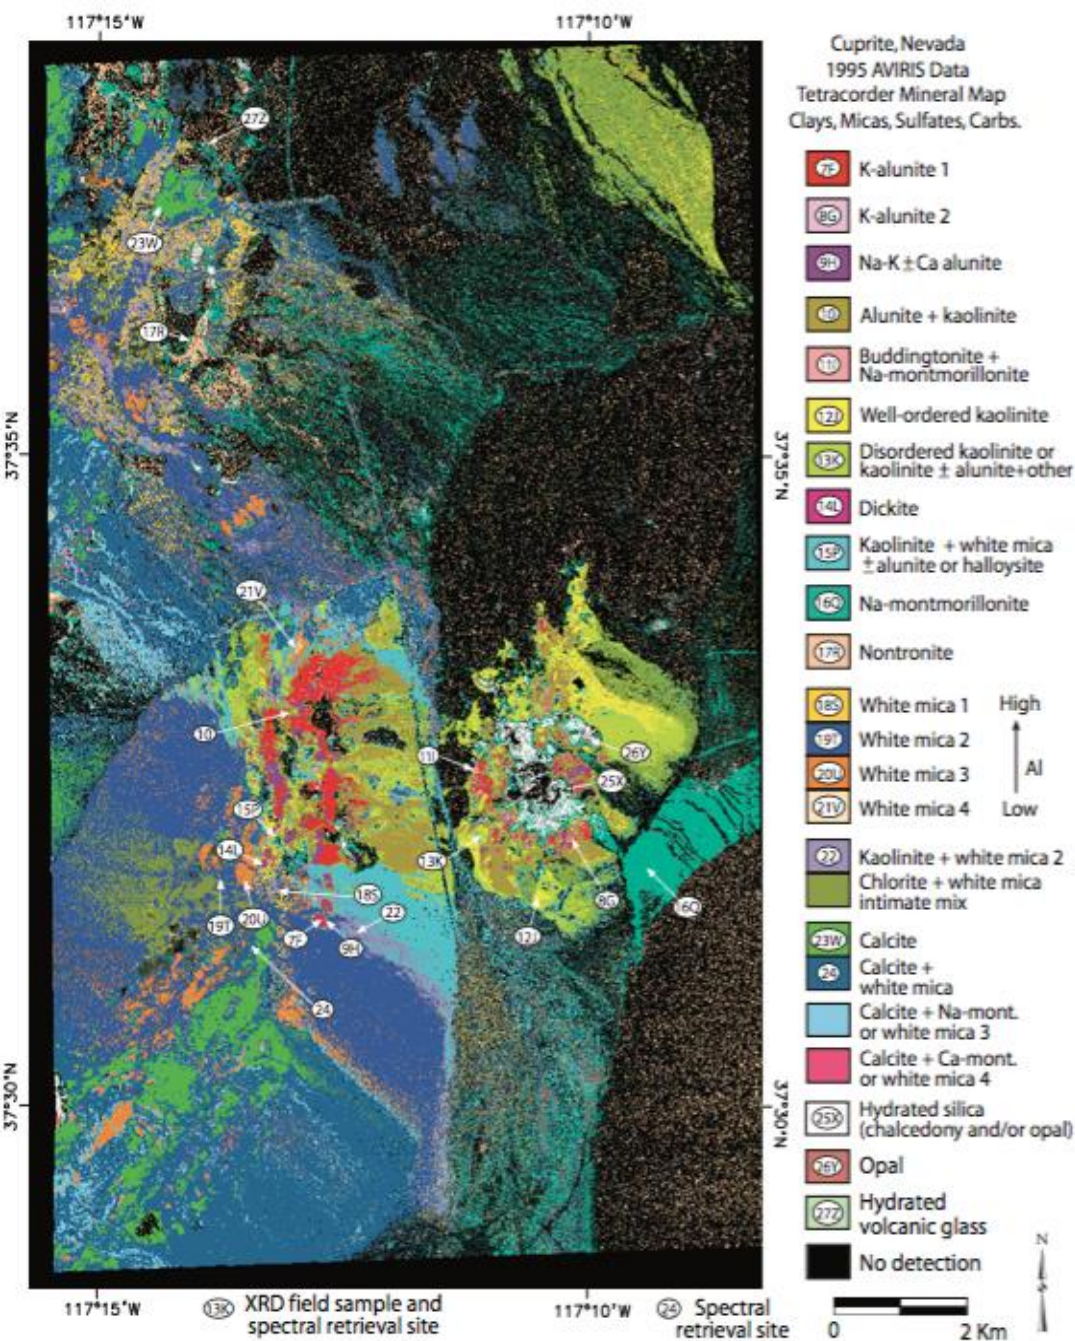 117°15'W
117°10'W
Cuprite, Nevada
1995 AVIRIS Data
Tetracorder Mineral Map
Clays, Micas, Sulfates, Carbs.
7F K-alunite 1
8G K-alunite 2
9H Na-K ± Ca alunite
10 Alunite + kaolinite
11I Buddingtonite +
Na-montmorillonite
12J Well-ordered kaolinite
13K Disordered kaolinite or
kaolinite ± alunite+other
14L Dickite
15P Kaolinite + white mica
± alunite or halloysite
16Q Na-montmorillonite
17R Nontronite
18S White mica 1 High
19T White mica 2
20U White mica 3 Al
21V White mica 4 Low
22 Kaolinite + white mica 2
Chlorite + white mica
intimate mix
23W Calcite
24 Calcite +
white mica
Calcite + Na-mont.
or white mica 3
Calcite + Ca-mont.
or white mica 4
25X Hydrated silica
(chalcedony and/or opal)
26Y Opal
27Z Hydrated
volcanic glass
No detection
N
0 2 Km
27Z
23W
17R
37°35'N
37°35'N
21V
10
11I
26Y
25X
15P
14L
13K
18S
8G
16Q
19T
20U
22
7F
9H
12J
24
37°30'N
37°30'N
117°15'W
117°10'W
13K XRD field sample and
spectral retrieval site
24 Spectral
retrieval site